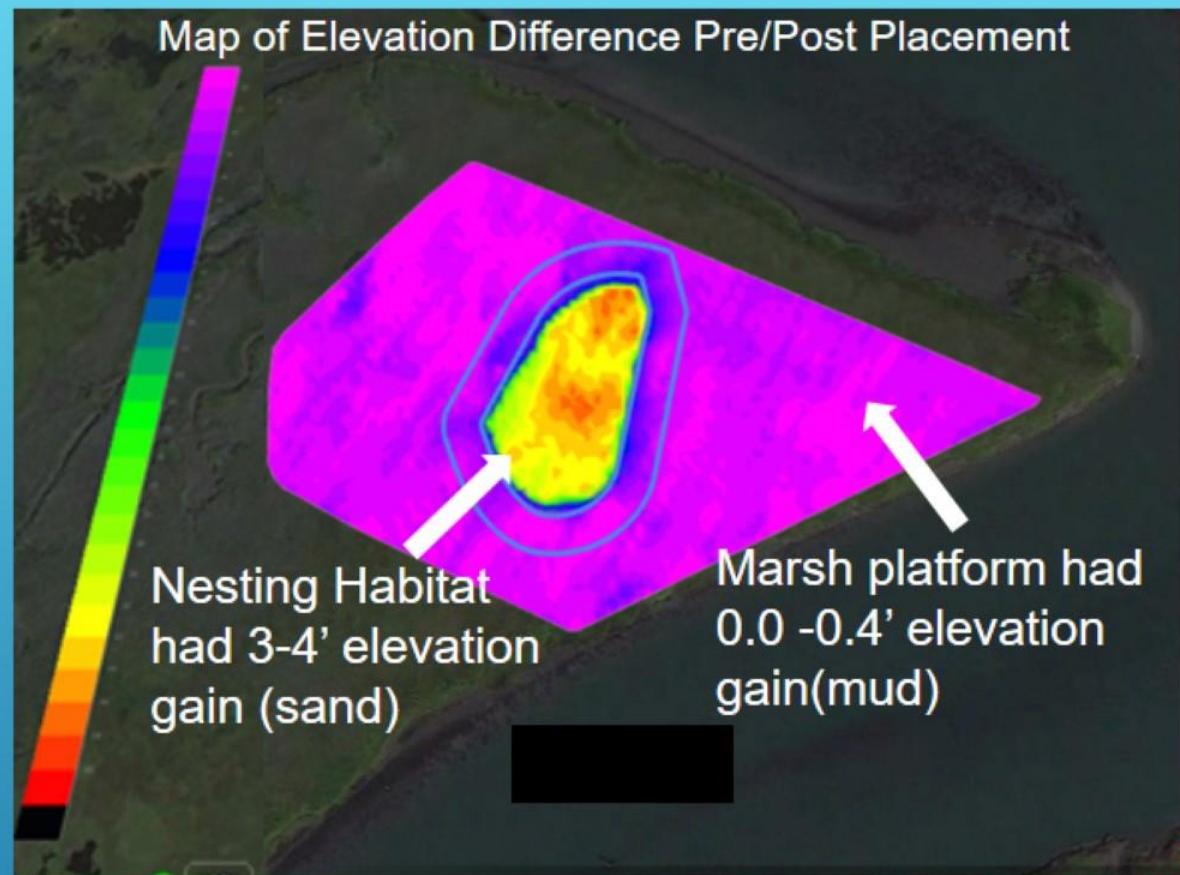 Map of Elevation Difference Pre/Post Placement
Nesting Habitat
had 3-4’ elevation
gain (sand)
Marsh platform had
0.0 -0.4’ elevation
gain(mud)